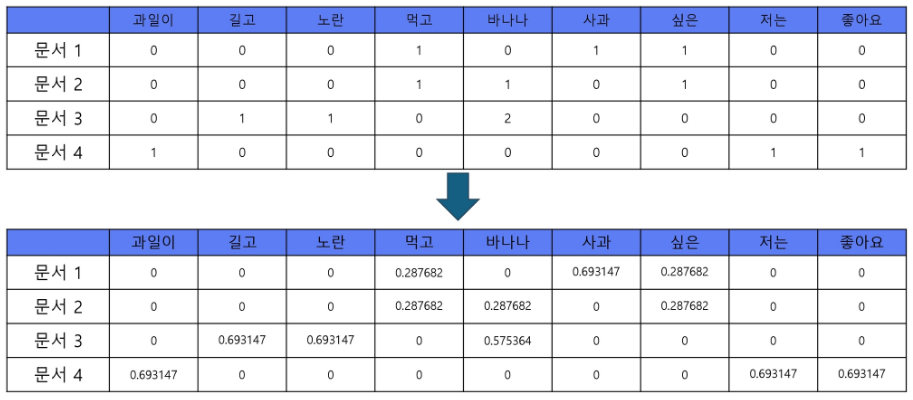 과일이 길고 노란 먹고 바나나 사과 싶은 저는 좋아요
문서 1 0 0 0 1 0 1 1 0 0
문서 2 0 0 0 1 1 0 1 0 0
문서 3 0 1 1 0 2 0 0 0 0
문서 4 1 0 0 0 0 0 0 1 1
과일이 길고 노란 먹고 바나나 사과 싶은 저는 좋아요
문서 1 0 0 0 0.287682 0 0.693147 0.287682 0 0
문서 2 0 0 0 0.287682 0.287682 0 0.287682 0 0
문서 3 0 0.693147 0.693147 0 0.575364 0 0 0 0
문서 4 0.693147 0 0 0 0 0 0 0.693147 0.693147